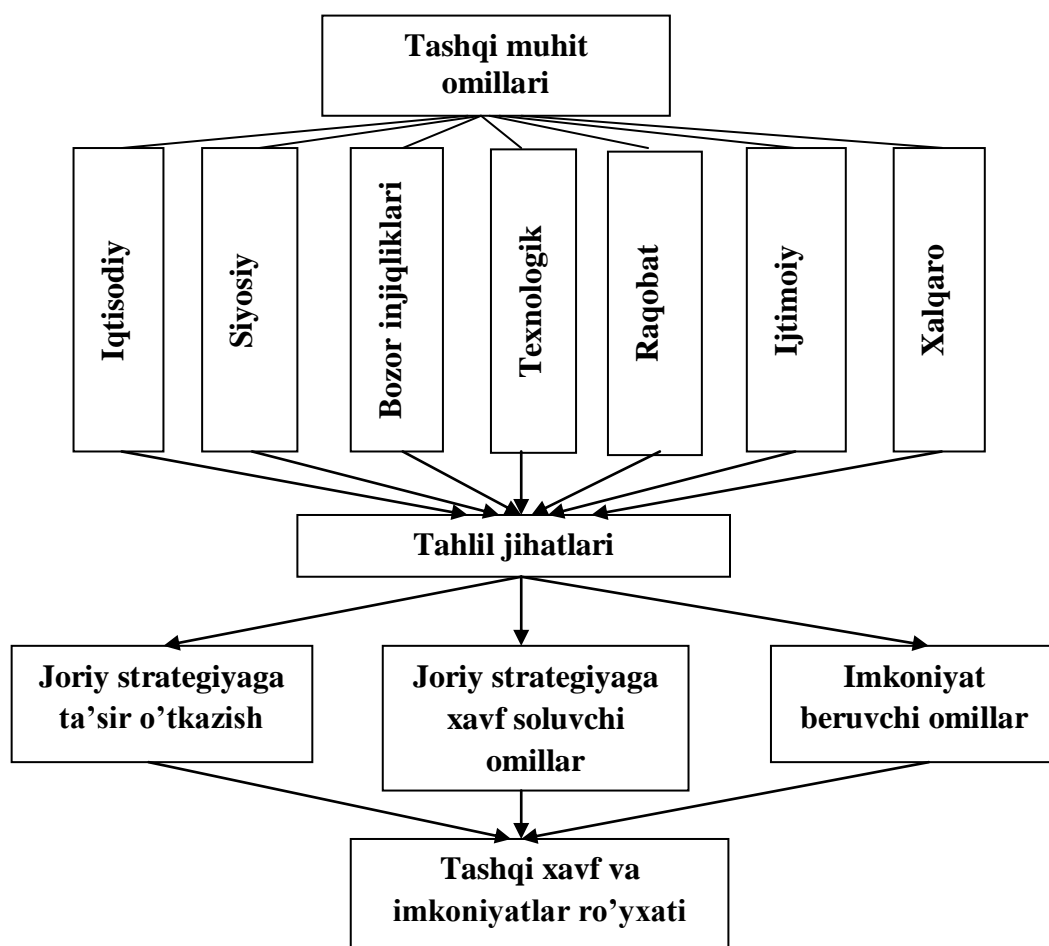 Tashqi muhit
omillari
Iqtisodiy
Siyosiy
Bozor injiqliklari
Texnologik
Raqobat
Ijtimoiy
Xalqaro
Tahlil jihatlari
Joriy strategiyaga
ta’sir o’tkazish
Joriy strategiyaga
xavf soluvchi
omillar
Imkoniyat
beruvchi omillar
Tashqi xavf va
imkoniyatlar ro’yxati